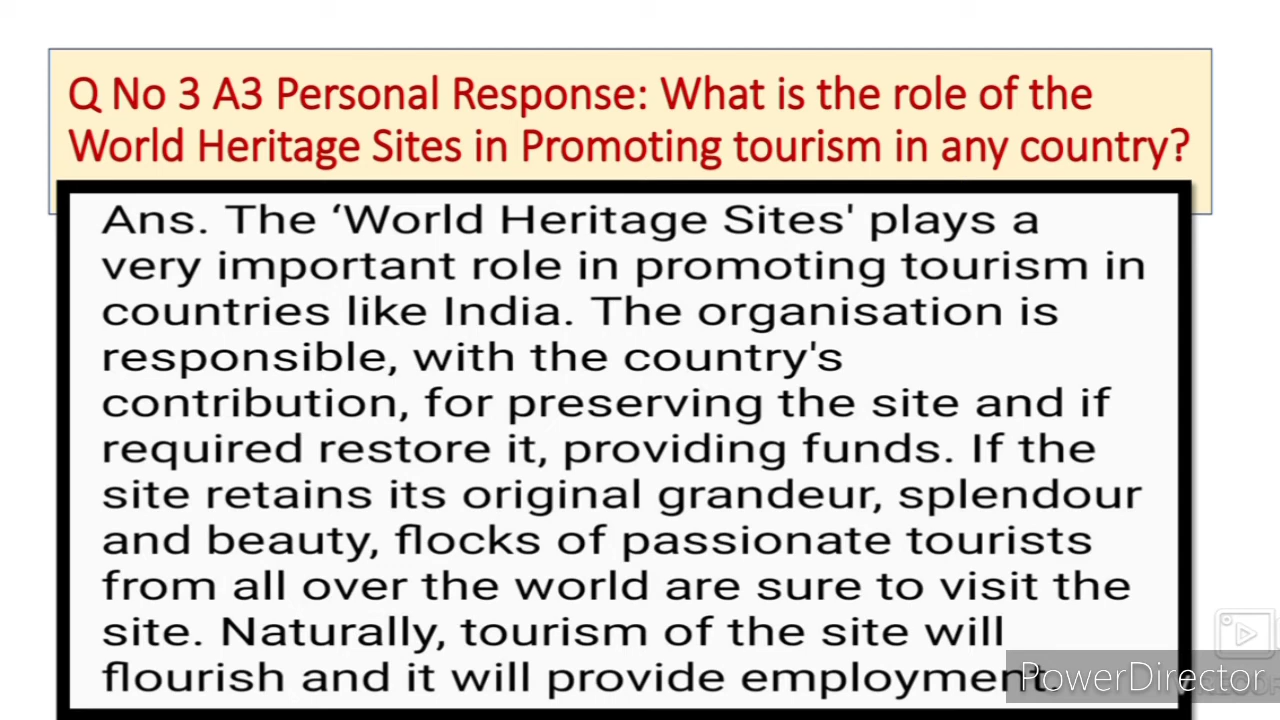 Q No 3 A3 Personal Response: What is the role of the
World Heritage Sites in Promoting tourism in any country?
Ans. The ‘World Heritage Sites' plays a
very important role in promoting tourism in
countries like India. The organisation is
responsible, with the country's
contribution, for preserving the site and if
required restore it, providing funds. If the
site retains its original grandeur, splendour
and beauty, flocks of passionate tourists
from all over the world are sure to visit the
site. Naturally, tourism of the site will
flourish and it will provide employment
PowerDirector